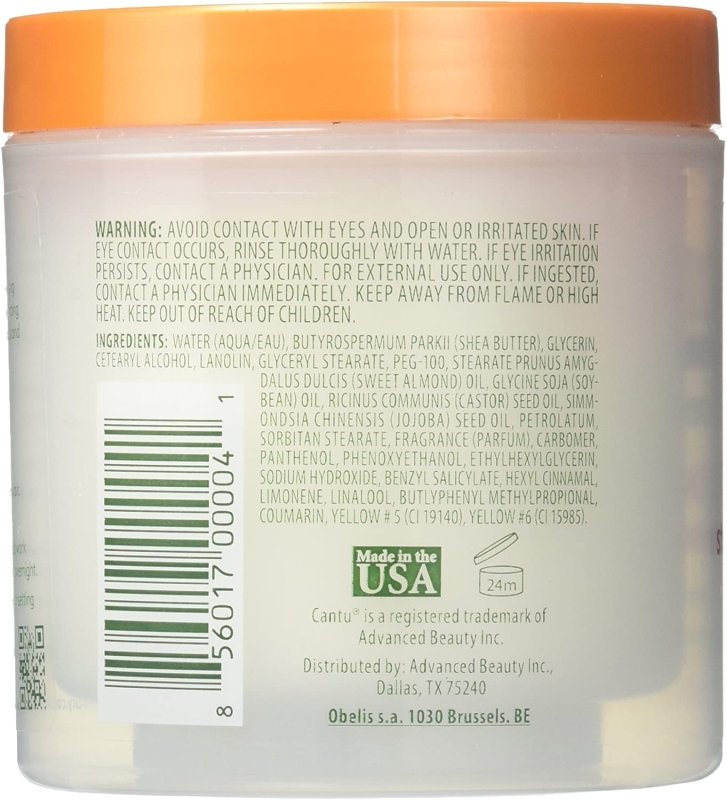 WARNING: AVOID CONTACT WITH EYES AND OPEN OR IRRITATED SKIN. IF
EYE CONTACT OCCURS, RINSE THOROUGHLY WITH WATER. IF EYE IRRITATION
PERSISTS, CONTACT A PHYSICIAN. FOR EXTERNAL USE ONLY. IF INGESTED,
CONTACT A PHYSICIAN IMMEDIATELY. KEEP AWAY FROM FLAME OR HIGH
HEAT. KEEP OUT OF REACH OF CHILDREN.
INGREDIENTS: WATER (AQUA/EAU), BUTYROSPERMUM PARKII (SHEA BUTTER), GLYCERIN,
CETEARYL ALCOHOL, LANOLIN, GLYCERYL STEARATE, PEG-100, STEARATE PRUNUS AMYG-
DALUS DULCIS (SWEET ALMOND) OIL, GLYCINE SOJA (SOY-
BEAN) OIL, RICINUS COMMUNIS (CASTOR) SEED OIL, SIMM-
ONDSIA CHINENSIS (JOJOBA) SEED OIL, PETROLATUM,
SORBITAN STEARATE, FRAGRANCE (PARFUM), CARBOMER,
PANTHENOL, PHENOXYETHANOL, ETHYLHEXYLGLYCERIN,
SODIUM HYDROXIDE, BENZYL SALICYLATE, HEXYL CINNAMAL,
LIMONENE, LINALOOL, BUTLYPHENYL METHYLPROPIONAL,
COUMARIN, YELLOW # 5 (CI 19140), YELLOW #6 (CI 15985).
8 56017 00004 1
Made in the
USA
24m
Cantu® is a registered trademark of
Advanced Beauty Inc.
Distributed by: Advanced Beauty Inc.,
Dallas, TX 75240
Obelis s.a. 1030 Brussels. BE